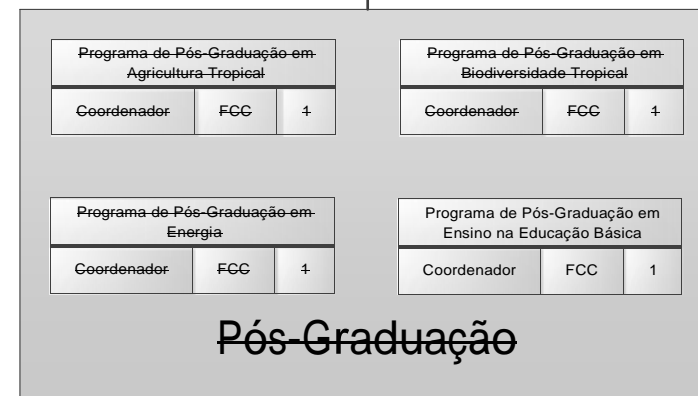 Programa de Pós-Graduação em
Agricultura Tropical
Coordenador FCC 1
Programa de Pós-Graduação em
Biodiversidade Tropical
Coordenador FCC 1
Programa de Pós-Graduação em
Energia
Coordenador FCC 1
Programa de Pós-Graduação em
Ensino na Educação Básica
Coordenador FCC 1
Pós-Graduação